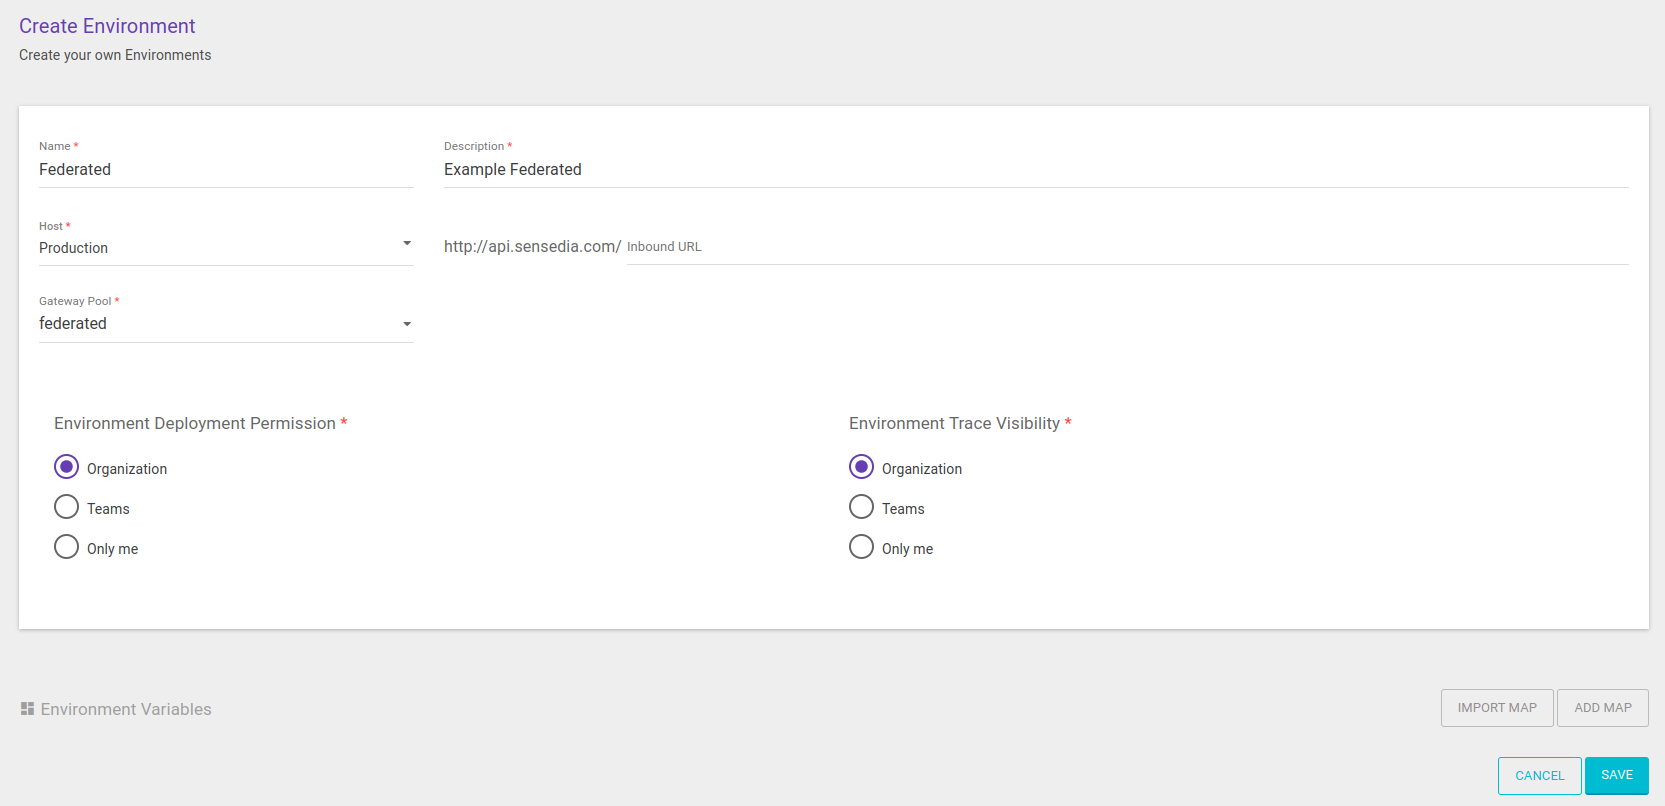 Create Environment
Create your own Environments
Name *
Description *
Federated
Example Federated
Host *
Production
http://api.sensedia.com/ Inbound URL
Gateway Pool *
federated
Environment Deployment Permission *
Organization
Teams
Only me
Environment Trace Visibility *
Organization
Teams
Only me
Environment Variables
IMPORT MAP
ADD MAP
CANCEL
SAVE